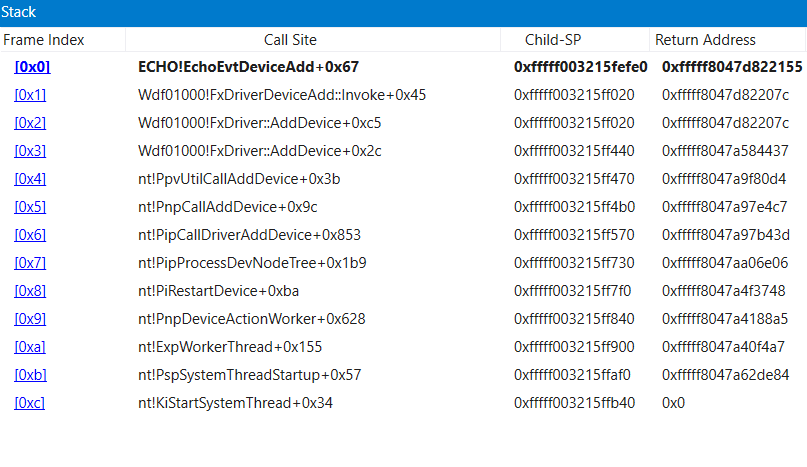 Stack
Frame Index Call Site Child-SP Return Address
[0x0] ECHO!EchoEvtDeviceAdd+0x67 0xfffff003215fefe0 0xfffff8047d822155
[0x1] Wdf01000!FxDriverDeviceAdd::Invoke+0x45 0xfffff003215ff020 0xfffff8047d82207c
[0x2] Wdf01000!FxDriver::AddDevice+0xc5 0xfffff003215ff020 0xfffff8047d82207c
[0x3] Wdf01000!FxDriver::AddDevice+0x2c 0xfffff003215ff440 0xfffff8047a584437
[0x4] nt!PpvUtilCallAddDevice+0x3b 0xfffff003215ff470 0xfffff8047a9f80d4
[0x5] nt!PnpCallAddDevice+0x9c 0xfffff003215ff4b0 0xfffff8047a97e4c7
[0x6] nt!PipCallDriverAddDevice+0x853 0xfffff003215ff570 0xfffff8047a97b43d
[0x7] nt!PipProcessDevNodeTree+0x1b9 0xfffff003215ff730 0xfffff8047aa06e06
[0x8] nt!PiRestartDevice+0xba 0xfffff003215ff7f0 0xfffff8047a4f3748
[0x9] nt!PnpDeviceActionWorker+0x628 0xfffff003215ff840 0xfffff8047a4188a5
[0xa] nt!ExpWorkerThread+0x155 0xfffff003215ff900 0xfffff8047a40f4a7
[0xb] nt!PspSystemThreadStartup+0x57 0xfffff003215ffaf0 0xfffff8047a62de84
[0xc] nt!KiStartSystemThread+0x34 0xfffff003215ffb40 0x0